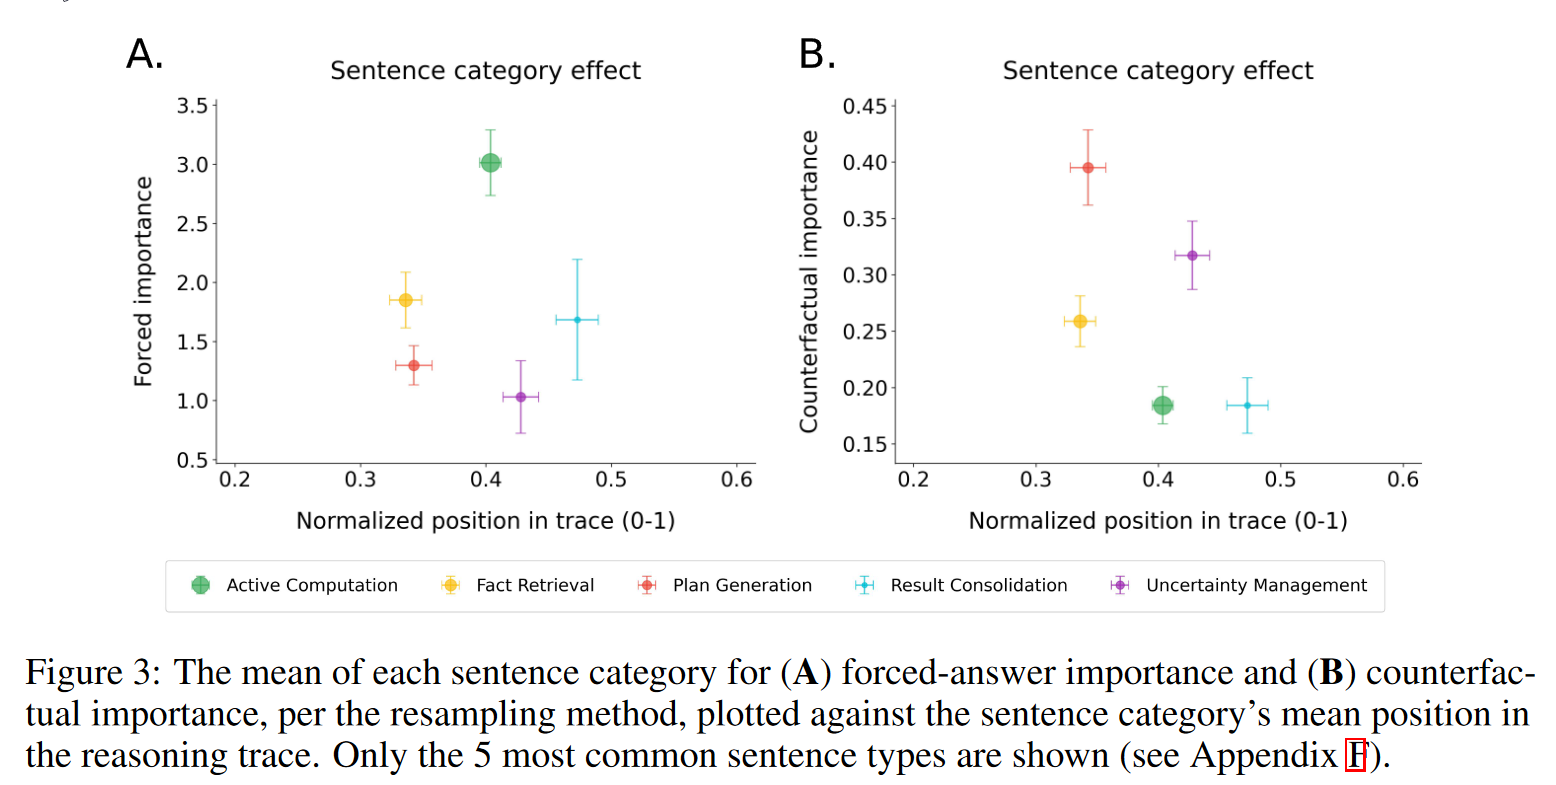 A.
Sentence category effect
Forced importance
3.5
3.0
2.5
2.0
1.5
1.0
0.5
0.2 0.3 0.4 0.5 0.6
Normalized position in trace (0-1)
B.
Sentence category effect
Counterfactual importance
0.45
0.40
0.35
0.30
0.25
0.20
0.15
0.2 0.3 0.4 0.5 0.6
Normalized position in trace (0-1)
Active Computation Fact Retrieval Plan Generation Result Consolidation Uncertainty Management
Figure 3: The mean of each sentence category for (A) forced-answer importance and (B) counterfac-
tual importance, per the resampling method, plotted against the sentence category’s mean position in
the reasoning trace. Only the 5 most common sentence types are shown (see Appendix F).